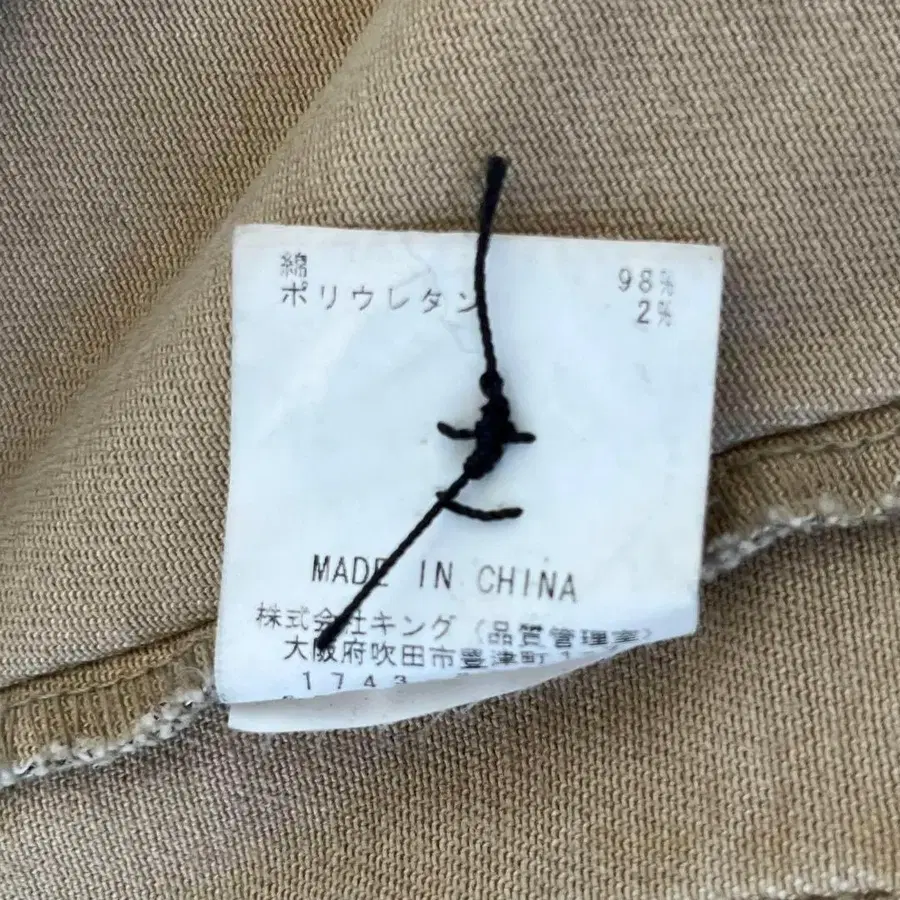 綿 98%
ポリウレタン 2%
MADE IN CHINA
株式会社キング (品質管理室)
大阪府吹田市豊津町
1743